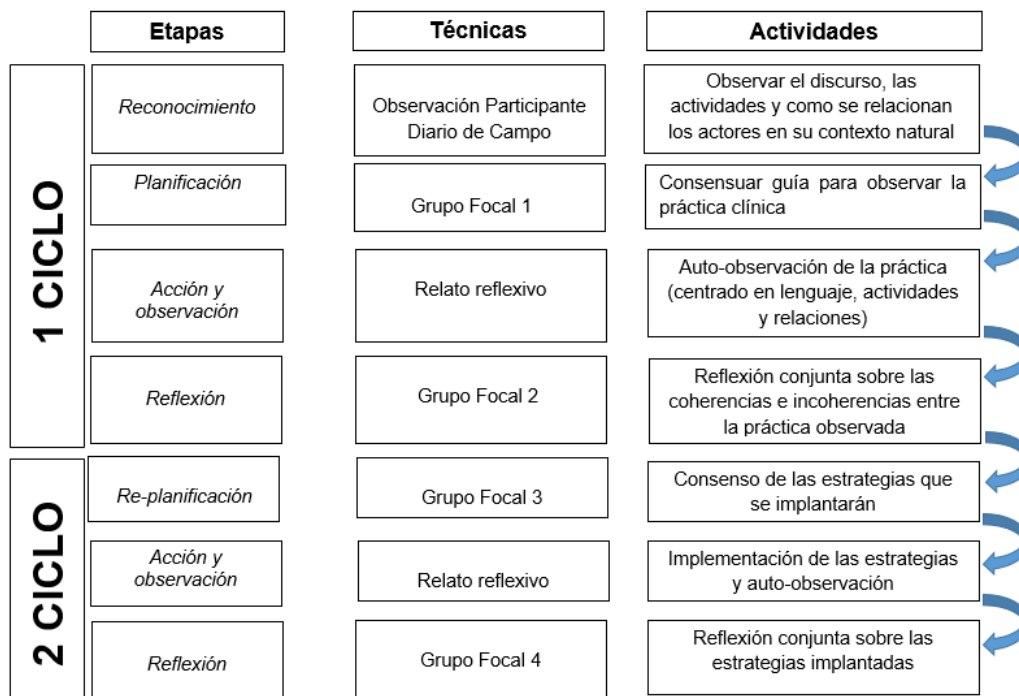 Etapas
Técnicas
Actividades
1 CICLO
Reconocimiento
Observación Participante
Diario de Campo
Observar el discurso, las
actividades y como se relacionan
los actores en su contexto natural
Planificación
Grupo Focal 1
Consensuar guía para observar la
práctica clínica
Acción y
observación
Relato reflexivo
Auto-observación de la práctica
(centrado en lenguaje, actividades
y relaciones)
Reflexión
Grupo Focal 2
Reflexión conjunta sobre las
coherencias e incoherencias entre
la práctica observada
2 CICLO
Re-planificación
Grupo Focal 3
Consenso de las estrategias que
se implantarán
Acción y
observación
Relato reflexivo
Implementación de las estrategias
y auto-observación
Reflexión
Grupo Focal 4
Reflexión conjunta sobre las
estrategias implantadas